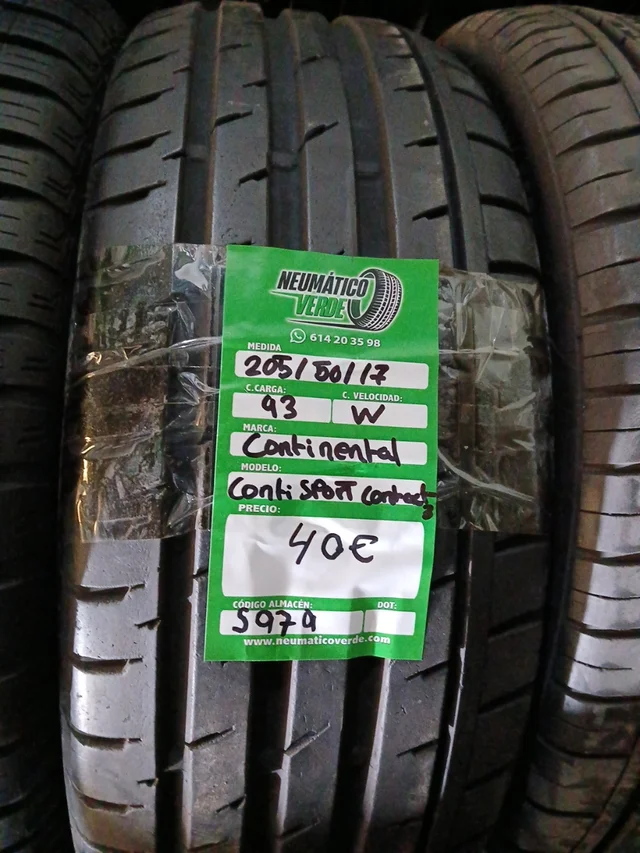 NEUMÁTICO
VERDE
614 20 35 98
MEDIDA
205/50/17
C.CARGA: C. VELOCIDAD:
93 W
MARCA:
Continental
MODELO:
Conti SPORT Contact
3
PRECIO:
40€
CÓDIGO ALMACÉN: DOT:
www.neumaticoverde.com